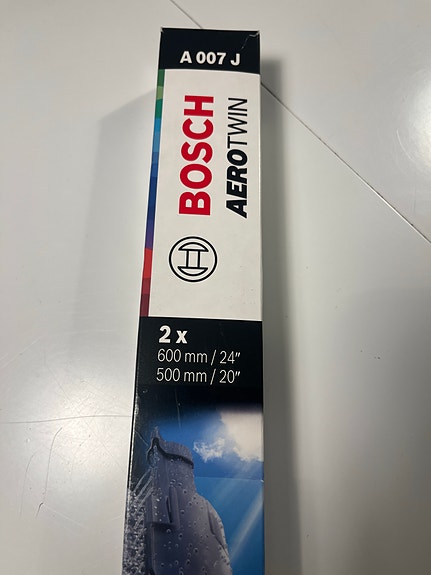 A 007 J
BOSCH
AEROTWIN
2 x
600 mm / 24″
500 mm / 20″